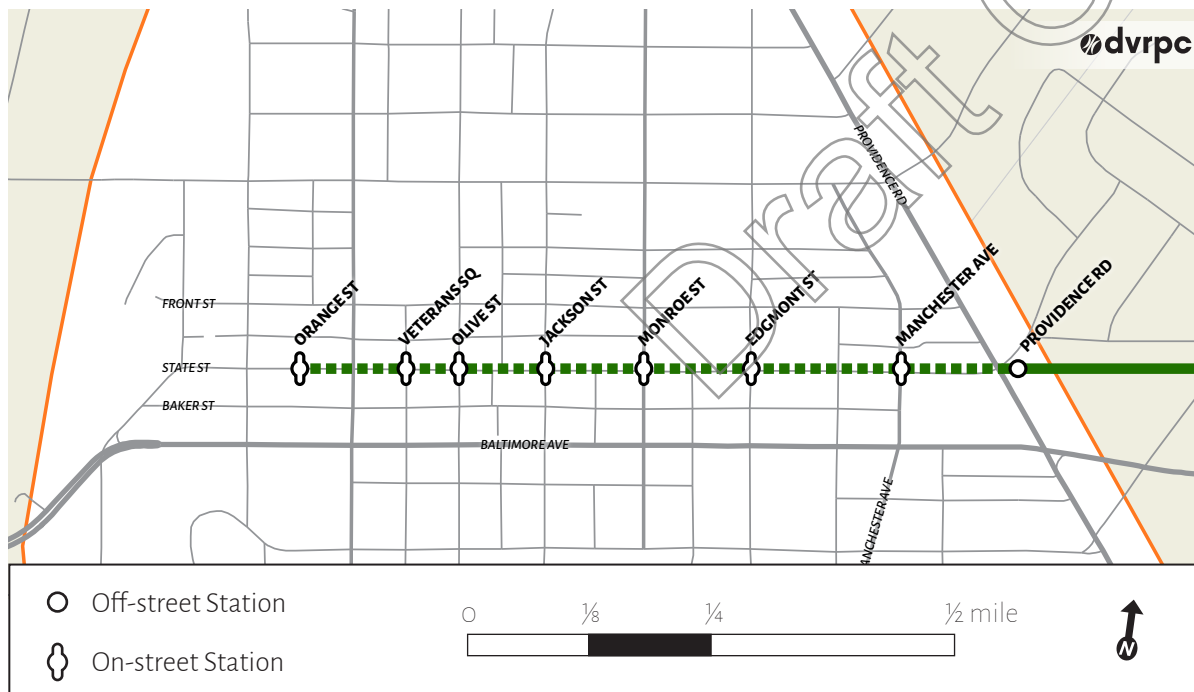 Draft
dvrpc
PROVIDENCE RD
FRONT ST
STATE ST
BAKER ST
ORANGE ST
VETERANS SQ
OLIVE ST
JACKSON ST
MONROE ST
EDGMONT ST
MANCHESTER AVE
PROVIDENCE RD
BALTIMORE AVE
ANCHESTER AVE
Off-street Station
On-street Station
0 ⅛ ¼ ½ mile
N